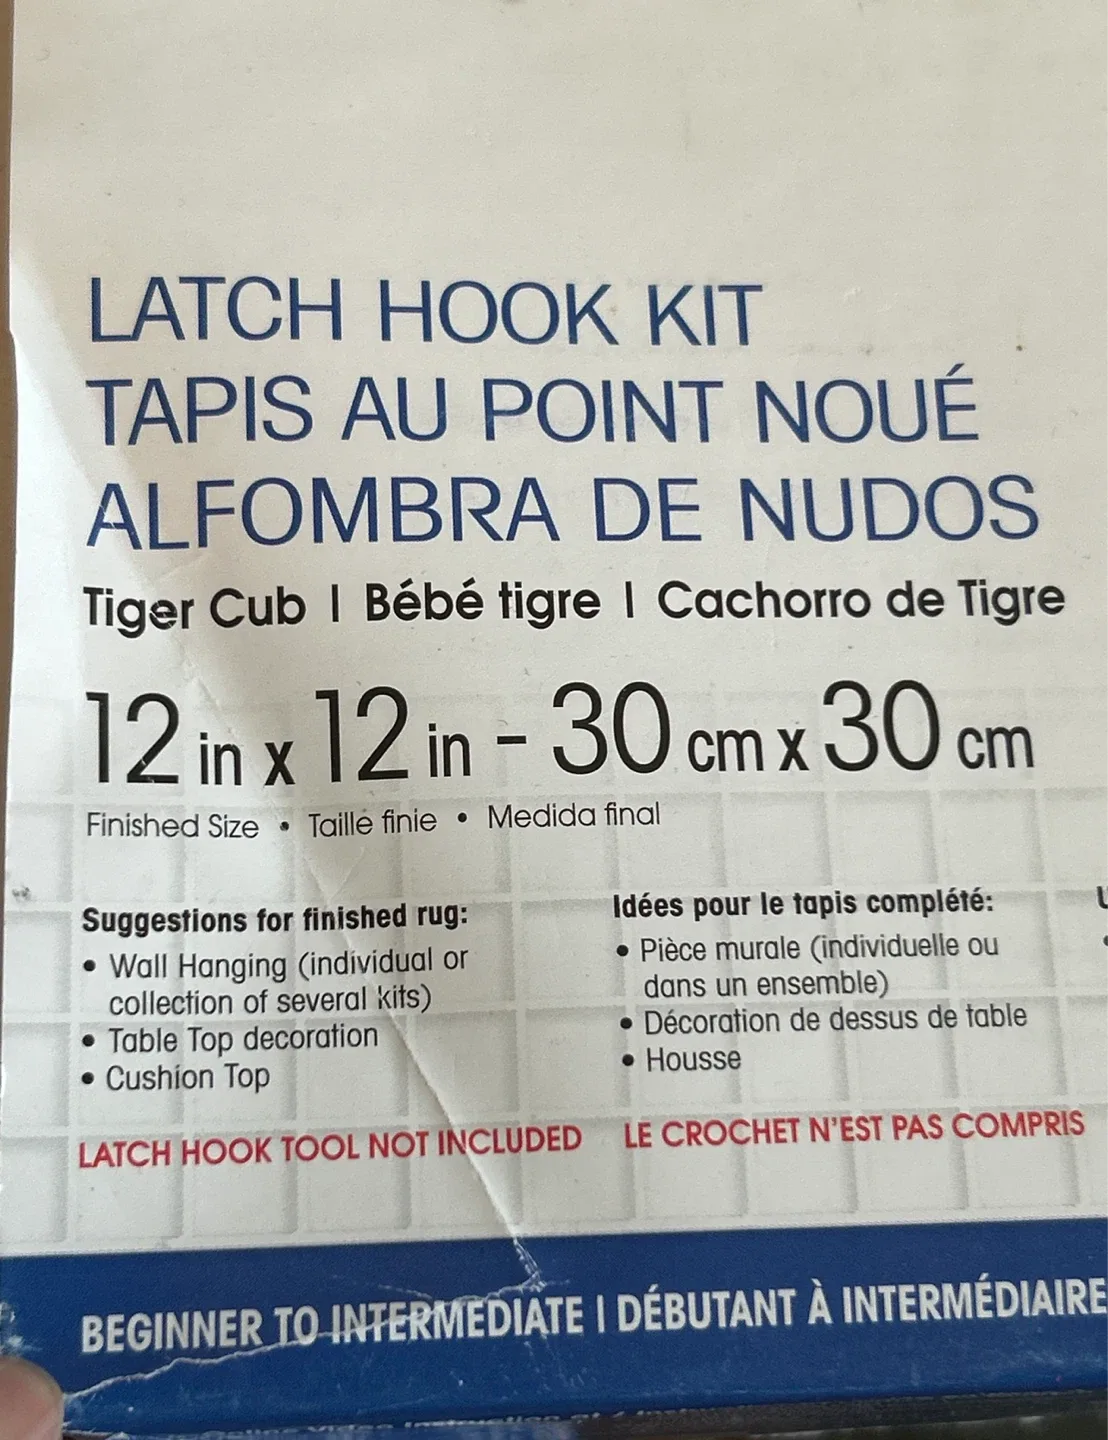 LATCH HOOK KIT
TAPIS AU POINT NOUÉ
ALFOMBRA DE NUDOS
Tiger Cub | Bébé tigre | Cachorro de Tigre
12 in x 12 in - 30 cm x 30 cm
Finished Size • Taille finie • Medida final
Suggestions for finished rug:
• Wall Hanging (individual or
collection of several kits)
• Table Top decoration
• Cushion Top
Idées pour le tapis complété:
• Pièce murale (individuelle ou
dans un ensemble)
• Décoration de dessus de table
• Housse
LATCH HOOK TOOL NOT INCLUDED
LE CROCHET N'EST PAS COMPRIS
BEGINNER TO INTERMEDIATE | DÉBUTANT À INTERMÉDIAIRE